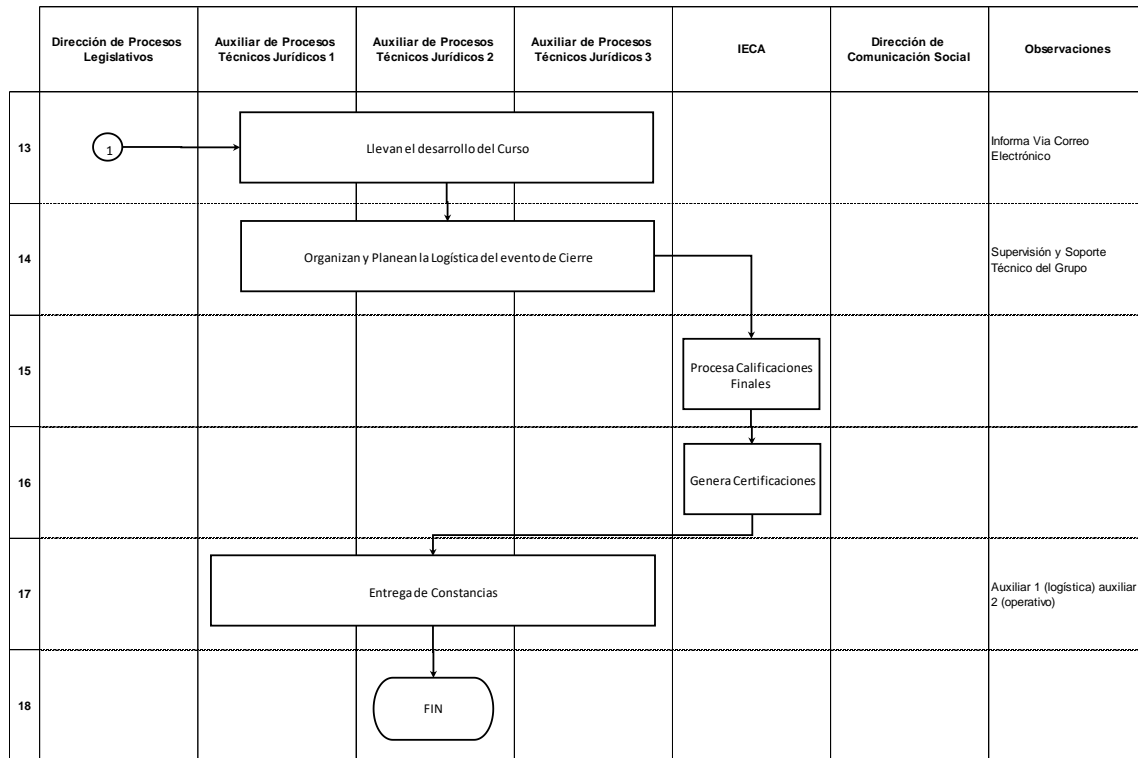 Dirección de Procesos
Legislativos
Auxiliar de Procesos
Técnicos Jurídicos 1
Auxiliar de Procesos
Técnicos Jurídicos 2
Auxiliar de Procesos
Técnicos Jurídicos 3
IECA
Dirección de
Comunicación Social
Observaciones
13
1
Llevan el desarrollo del Curso
Informa Via Correo
Electrónico
14
Organizan y Planean la Logística del evento de Cierre
Supervisión y Soporte
Técnico del Grupo
15
Procesa Calificaciones
Finales
16
Genera Certificaciones
17
Entrega de Constancias
Auxiliar 1 (logística) auxiliar
2 (operativo)
18
FIN